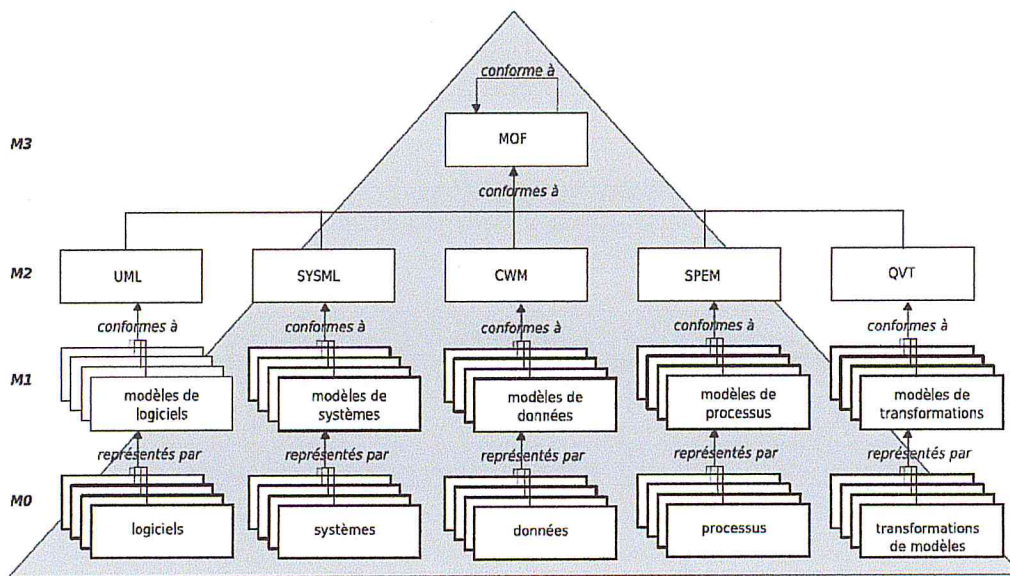 conforme à
M3
MOF
conformes à
M2
UML
SYSML
CWM
SPEM
QVT
conformes à
conformes à
conformes à
conformes à
conformes à
M1
modèles de
logiciels
modèles de
systèmes
modèles de
données
modèles de
processus
modèles de
transformations
représentés par
représentés par
représentés par
représentés par
représentés par
M0
logiciels
systèmes
données
processus
transformations
de modèles